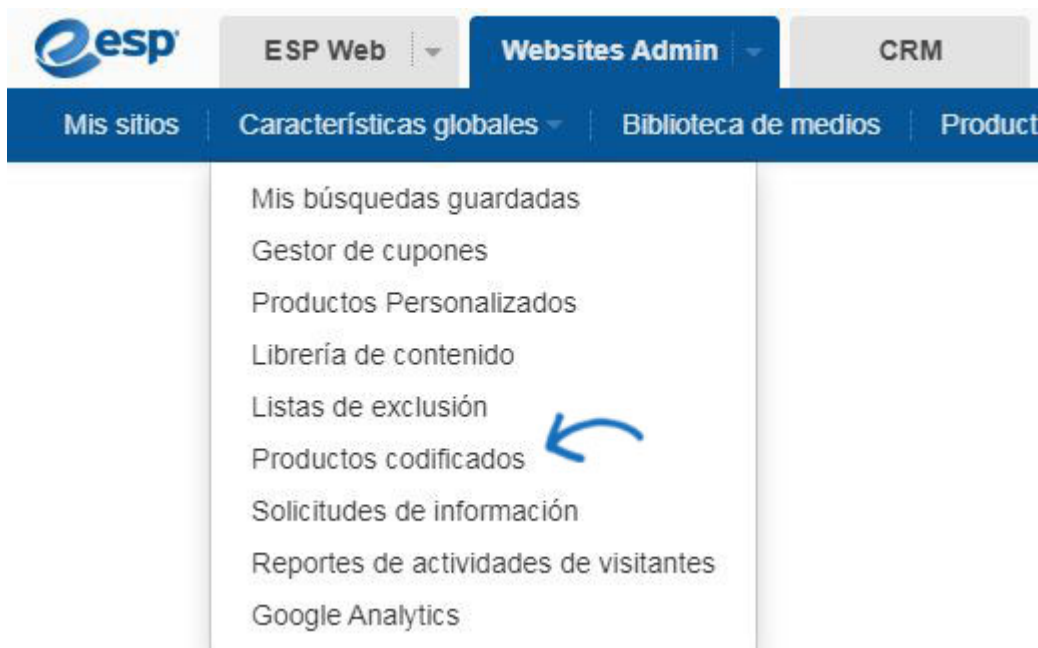 esp ESP Web Websites Admin CRM
Mis sitios Características globales Biblioteca de medios Product
Mis búsquedas guardadas
Gestor de cupones
Productos Personalizados
Librería de contenido
Listas de exclusión
Productos codificados
Solicitudes de información
Reportes de actividades de visitantes
Google Analytics